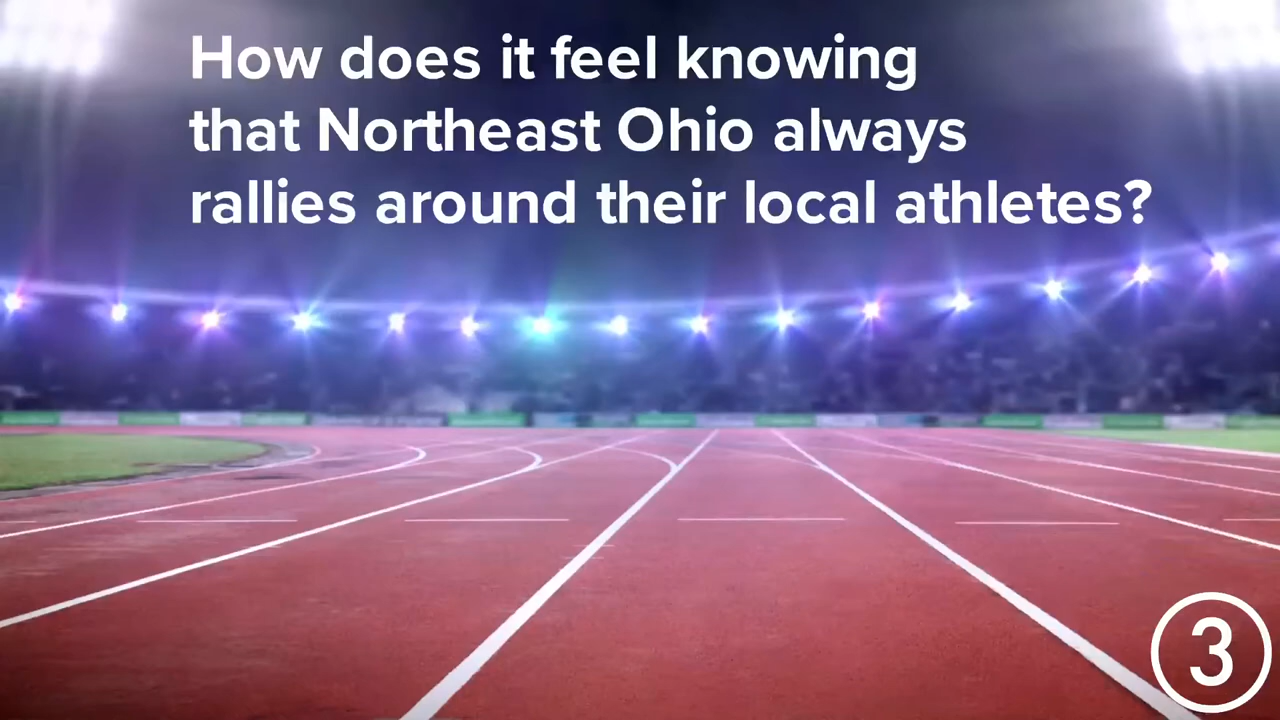 How does it feel knowing
that Northeast Ohio always
rallies around their local athletes?
3